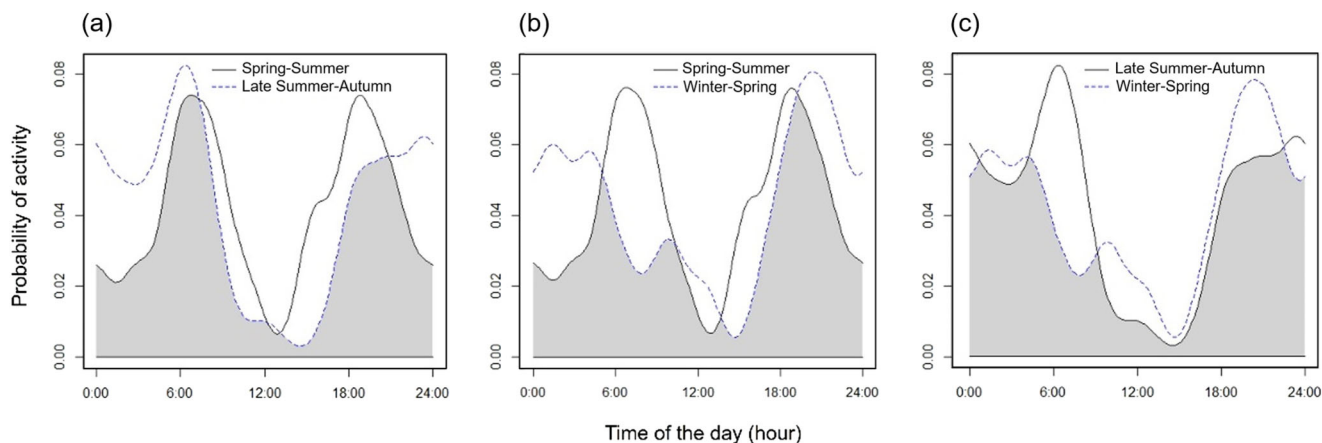 (a)
(b)
(c)
Probability of activity
0.08
0.06
0.04
0.02
0.00
Spring-Summer
Late Summer-Autumn
0:00 6:00 12:00 18:00 24:00
0.08
0.06
0.04
0.02
0.00
Spring-Summer
Winter-Spring
0:00 6:00 12:00 18:00 24:00
0.08
0.06
0.04
0.02
0.00
Late Summer-Autumn
Winter-Spring
0:00 6:00 12:00 18:00 24:00
Time of the day (hour)